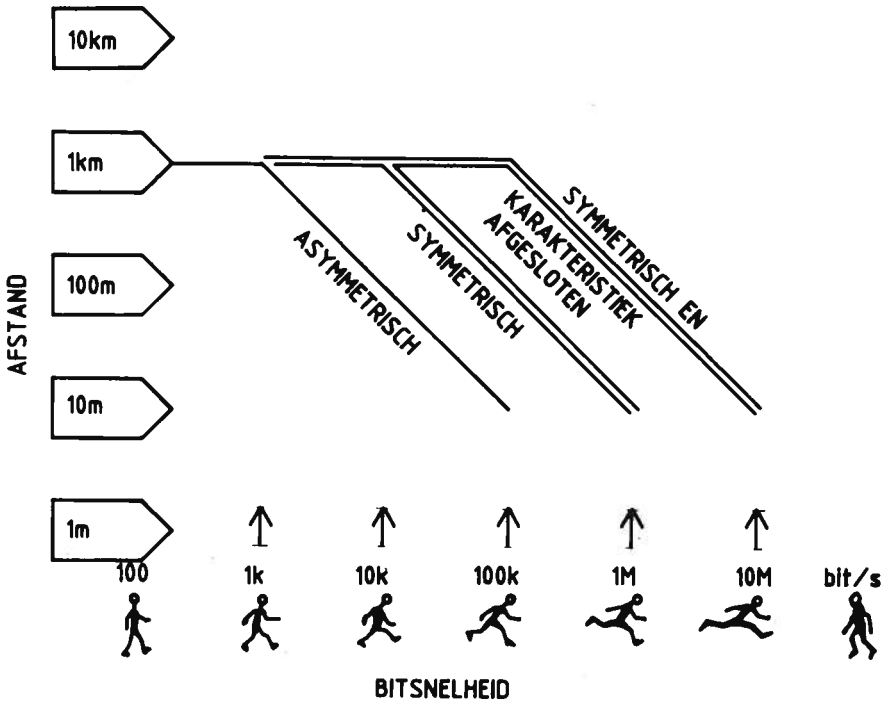 10km
1km
100m
10m
1m
AFSTAND
ASYMMETRISCH
SYMMETRISCH
KARAKTERISTIEK
AFGESLOTEN
SYMMETRISCH EN
100 1k 10k 100k 1M 10M bit/s
BITSNELHEID